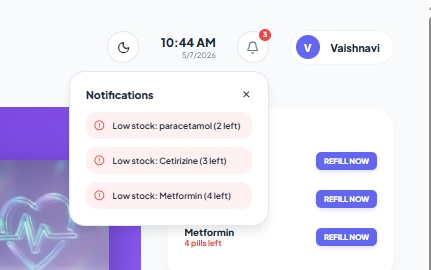 10:44 AM
5/7/2026
3
V
Vaishnavi
Notifications
Low stock: paracetamol (2 left)
Low stock: Cetirizine (3 left)
Low stock: Metformin (4 left)
REFILL NOW
REFILL NOW
Metformin
4 pills left
REFILL NOW